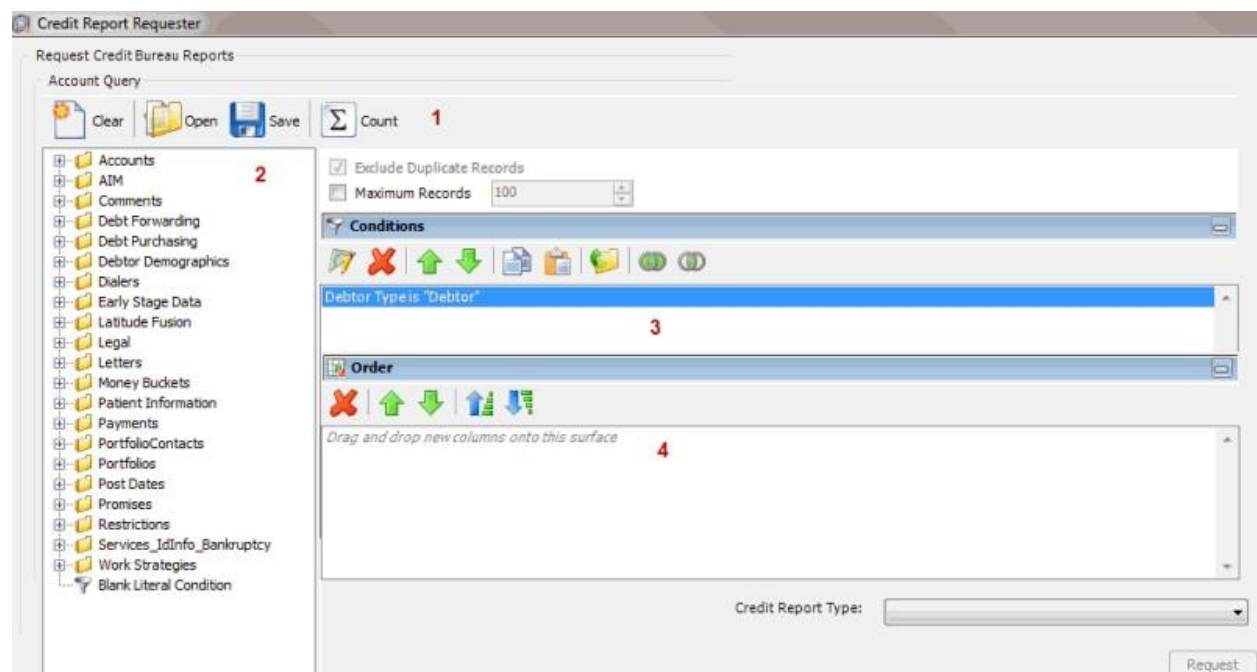 Credit Report Requester
Request Credit Bureau Reports
Account Query
Clear Open Save Count 1
Accounts
AIM
Comments
Debt Forwarding
Debt Purchasing
Debtor Demographics
Dialers
Early Stage Data
Latitude Fusion
Legal
Letters
Money Buckets
Patient Information
Payments
PortfolioContacts
Portfolios
Post Dates
Promises
Restrictions
Services_IdInfo_Bankruptcy
Work Strategies
Blank Literal Condition
2
Exclude Duplicate Records
Maximum Records 100
Conditions
Debtor Type is "Debtor"
3
Order
Drag and drop new columns onto this surface
4
Credit Report Type:
Request